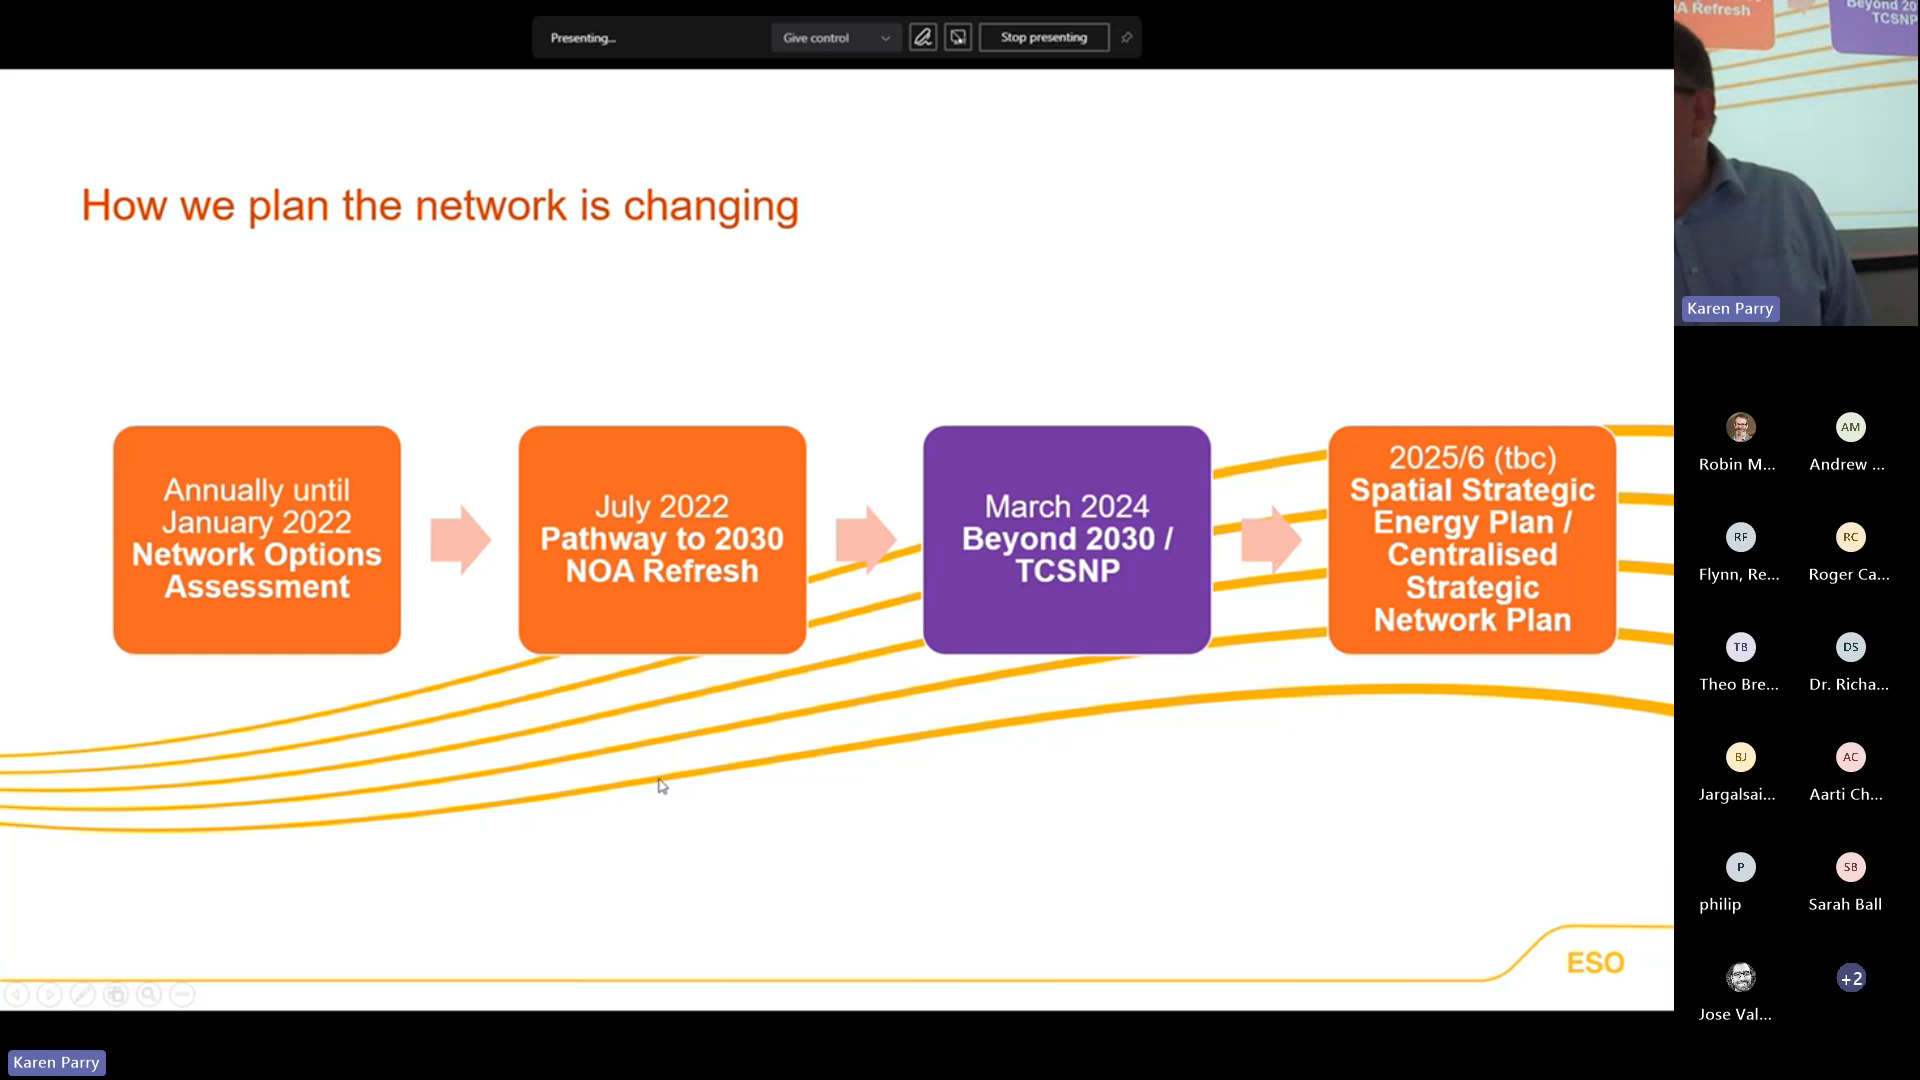 Presenting...
Give control
Stop presenting
A Refresh
Beyond 20
TCSNP
How we plan the network is changing
Karen Parry
Annually until
January 2022
Network Options
Assessment
July 2022
Pathway to 2030
NOA Refresh
March 2024
Beyond 2030 /
TCSNP
2025/6 (tbc)
Spatial Strategic
Energy Plan /
Centralised
Strategic
Network Plan
ESO
Robin M...
AM
Andrew ...
RF
Flynn, Re...
RC
Roger Ca...
TB
Theo Bre...
DS
Dr. Richa...
BJ
Jargalsai...
AC
Aarti Ch...
P
philip
SB
Sarah Ball
Jose Val...
+2
Karen Parry